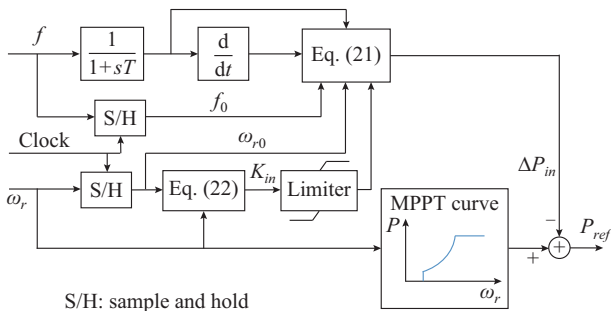 f
1
1+sT
d
dt
Eq. (21)
S/H
f0
Clock
ωr0
ωr
S/H
Eq. (22)
Kin
Limiter
ΔPin
MPPT curve
P
ωr
−
+
+
Pref
S/H: sample and hold